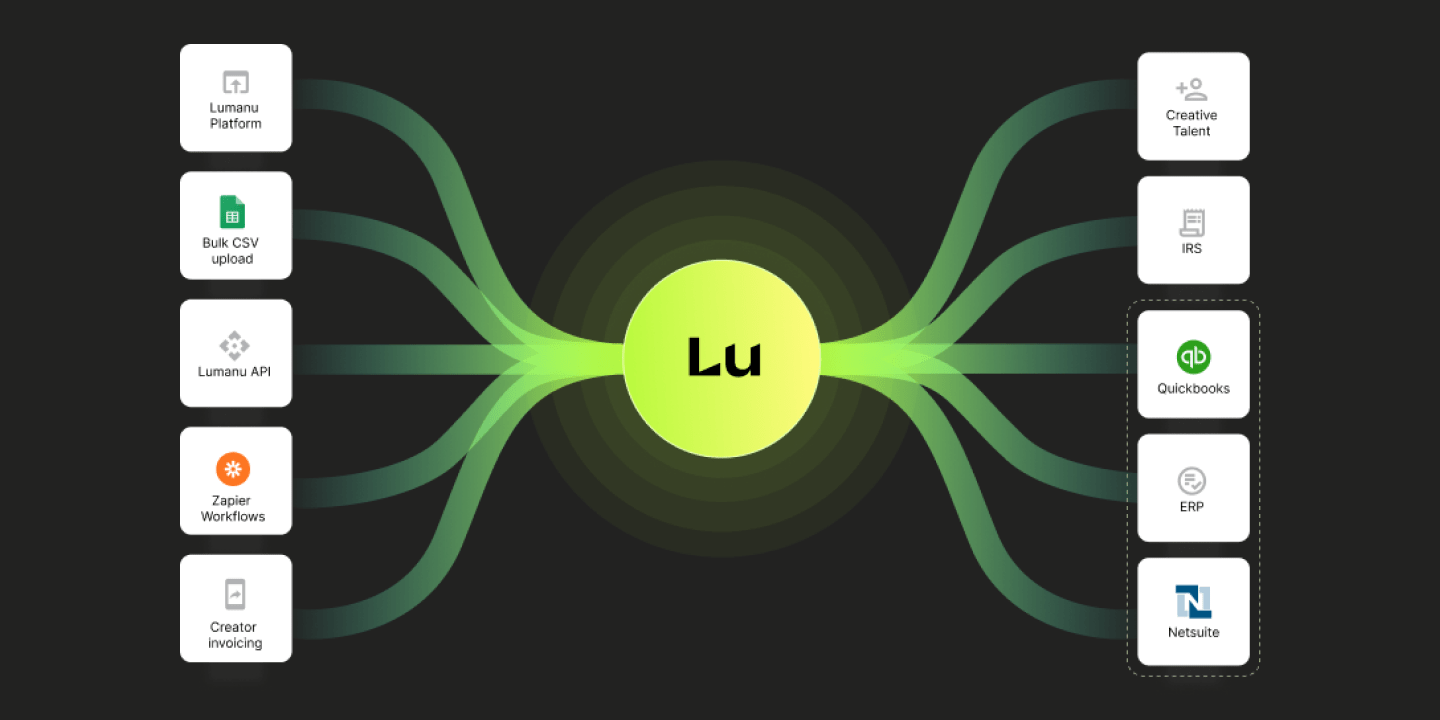 Lumanu
Platform
Bulk CSV
upload
Lumanu API
Zapier
Workflows
Creator
invoicing
Lu
Creative
Talent
IRS
qb
Quickbooks
ERP
N
Netsuite